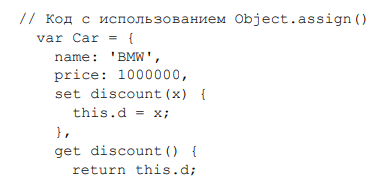 // Код с использованием Object.assign()
var Car = {
name: 'BMW',
price: 1000000,
set discount(x) {
this.d = x;
},
get discount() {
return this.d;